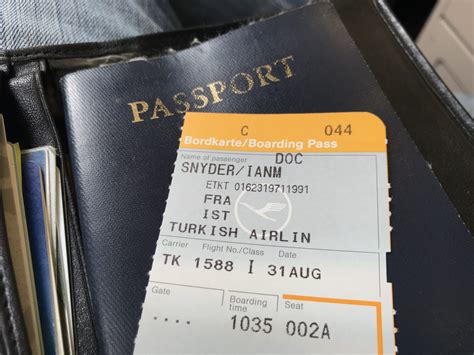 PASSPORT
C 044
Bordkarte/Boarding Pass
Name of passenger DOC
SNYDER/IANM
ETKT 0162319711991
FRA
IST
TURKISH AIRLIN
Carrier Flight No./Class Date
TK 1588 I 31AUG
Gate Boarding time Seat
.... 1035 002A